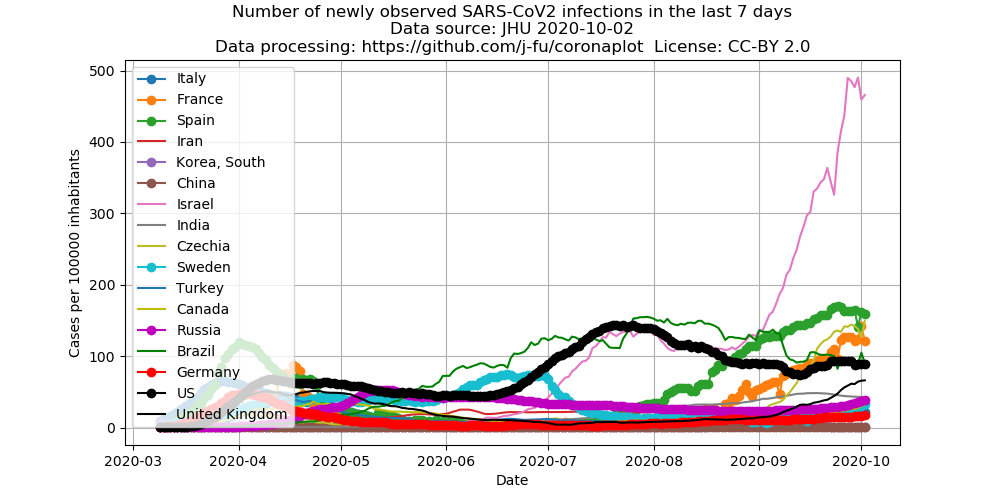 Number of newly observed SARS-CoV2 infections in the last 7 days
Data source: JHU 2020-10-02
Data processing: https://github.com/j-fu/coronaplot  License: CC-BY 2.0
500
400
300
200
100
0
Cases per 100000 inhabitants
Italy
France
Spain
Iran
Korea, South
China
Israel
India
Czechia
Sweden
Turkey
Canada
Russia
Brazil
Germany
US
United Kingdom
2020-03 2020-04 2020-05 2020-06 2020-07 2020-08 2020-09 2020-10
Date